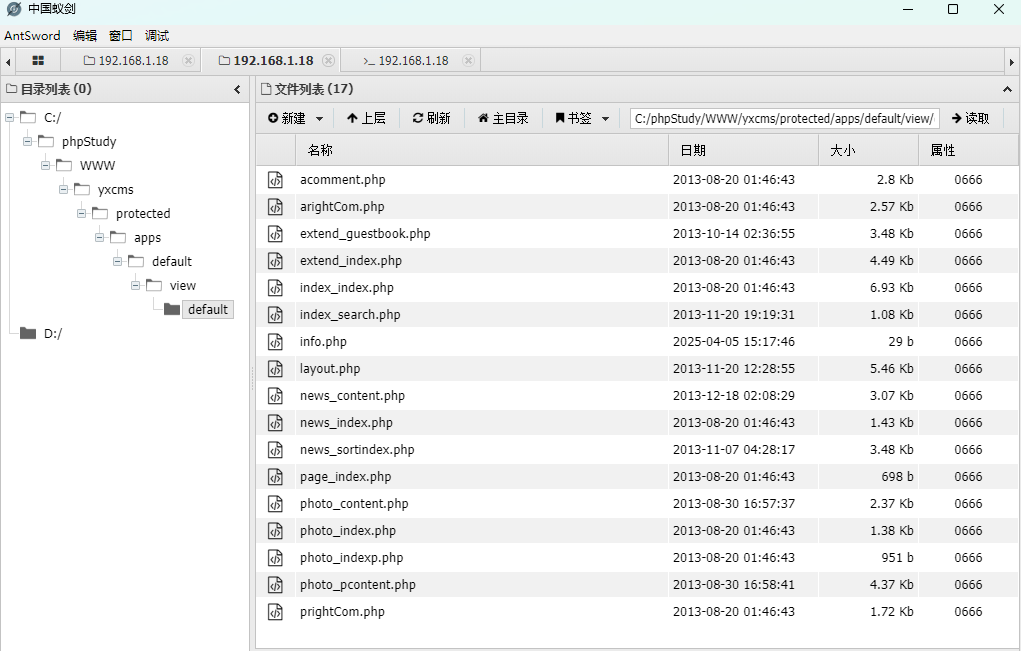 中国蚁剑
AntSword 编辑 窗口 调试
192.168.1.18 192.168.1.18 >_ 192.168.1.18
目录列表 (0)
C:/
phpStudy
WWW
yxcms
protected
apps
default
view
default
D:/
文件列表 (17)
新建 上层 刷新 主目录 书签 C:/phpStudy/WWW/yxcms/protected/apps/default/view/ 读取
名称 日期 大小 属性
acomment.php 2013-08-20 01:46:43 2.8 Kb 0666
arightCom.php 2013-08-20 01:46:43 2.57 Kb 0666
extend_guestbook.php 2013-10-14 02:36:55 3.48 Kb 0666
extend_index.php 2013-08-20 01:46:43 4.49 Kb 0666
index_index.php 2013-08-20 01:46:43 6.93 Kb 0666
index_search.php 2013-11-20 19:19:31 1.08 Kb 0666
info.php 2025-04-05 15:17:46 29 b 0666
layout.php 2013-11-20 12:28:55 5.46 Kb 0666
news_content.php 2013-12-18 02:08:29 3.07 Kb 0666
news_index.php 2013-08-20 01:46:43 1.43 Kb 0666
news_sortindex.php 2013-11-07 04:28:17 3.48 Kb 0666
page_index.php 2013-08-20 01:46:43 698 b 0666
photo_content.php 2013-08-30 16:57:37 2.37 Kb 0666
photo_index.php 2013-08-20 01:46:43 1.38 Kb 0666
photo_indexp.php 2013-08-20 01:46:43 951 b 0666
photo_pcontent.php 2013-08-30 16:58:41 4.37 Kb 0666
prightCom.php 2013-08-20 01:46:43 1.72 Kb 0666